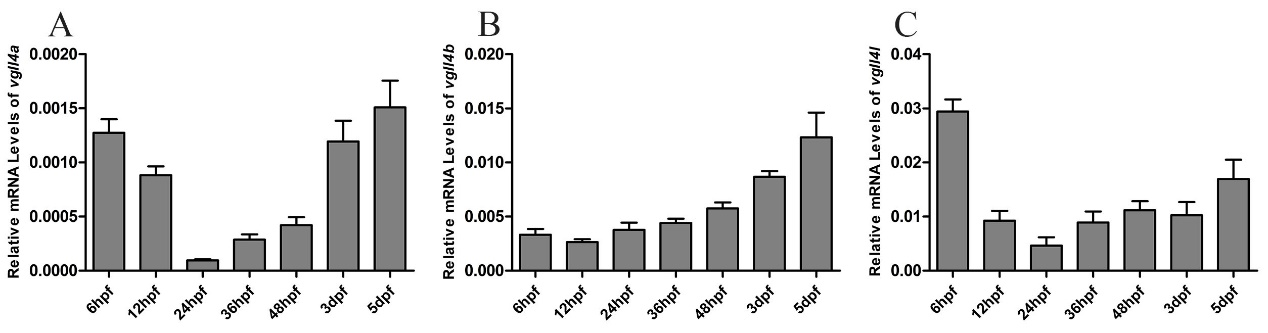 A
Relative mRNA Levels of vgll4a
0.0020
0.0015
0.0010
0.0005
0.0000
6hpf
12hpf
24hpf
36hpf
48hpf
3dpf
5dpf
B
Relative mRNA Levels of vgll4b
0.020
0.015
0.010
0.005
0.000
6hpf
12hpf
24hpf
36hpf
48hpf
3dpf
5dpf
C
Relative mRNA Levels of vgll4l
0.04
0.03
0.02
0.01
0.00
6hpf
12hpf
24hpf
36hpf
48hpf
3dpf
5dpf